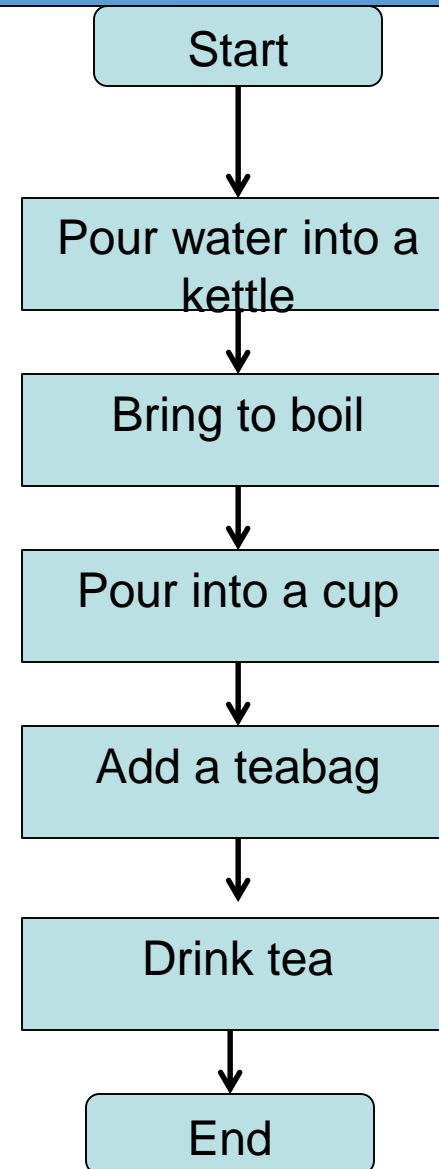 Start
Pour water into a
kettle
Bring to boil
Pour into a cup
Add a teabag
Drink tea
End